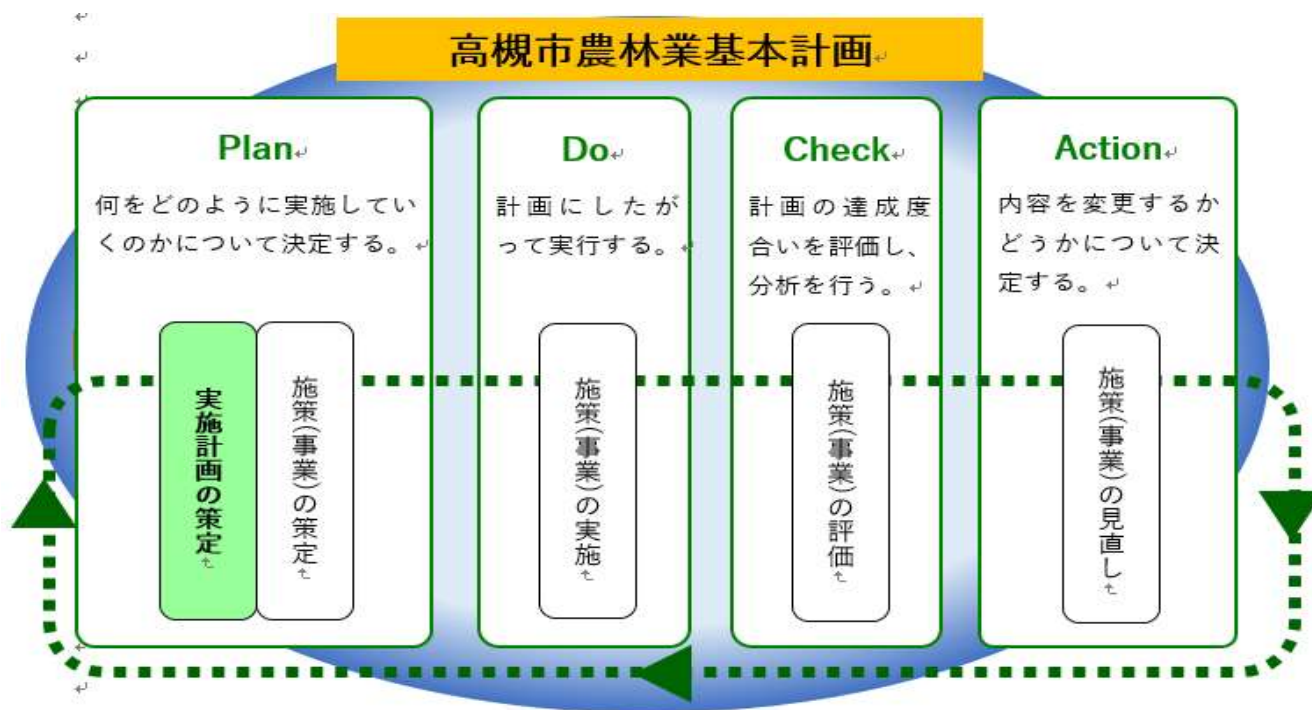 高槻市農林業基本計画
Plan
何をどのように実施してい
くのかについて決定する。
実施計画の策定
施策(事業)の策定
Do
計画にしたが
って実行する。
施策(事業)の実施
Check
計画の達成度
合いを評価し、
分析を行う。
施策(事業)の評価
Action
内容を変更するか
どうかについて決
定する。
施策(事業)の見直し